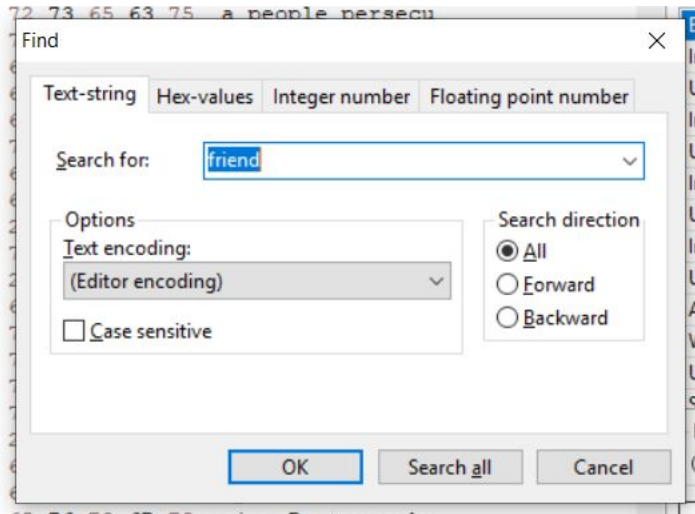 72 73 65 63 75 a people persecu
Find
Text-string Hex-values Integer number Floating point number
Search for: friend
Options
Search direction
Text encoding:
All
(Editor encoding)
Forward
Case sensitive
Backward
OK Search all Cancel